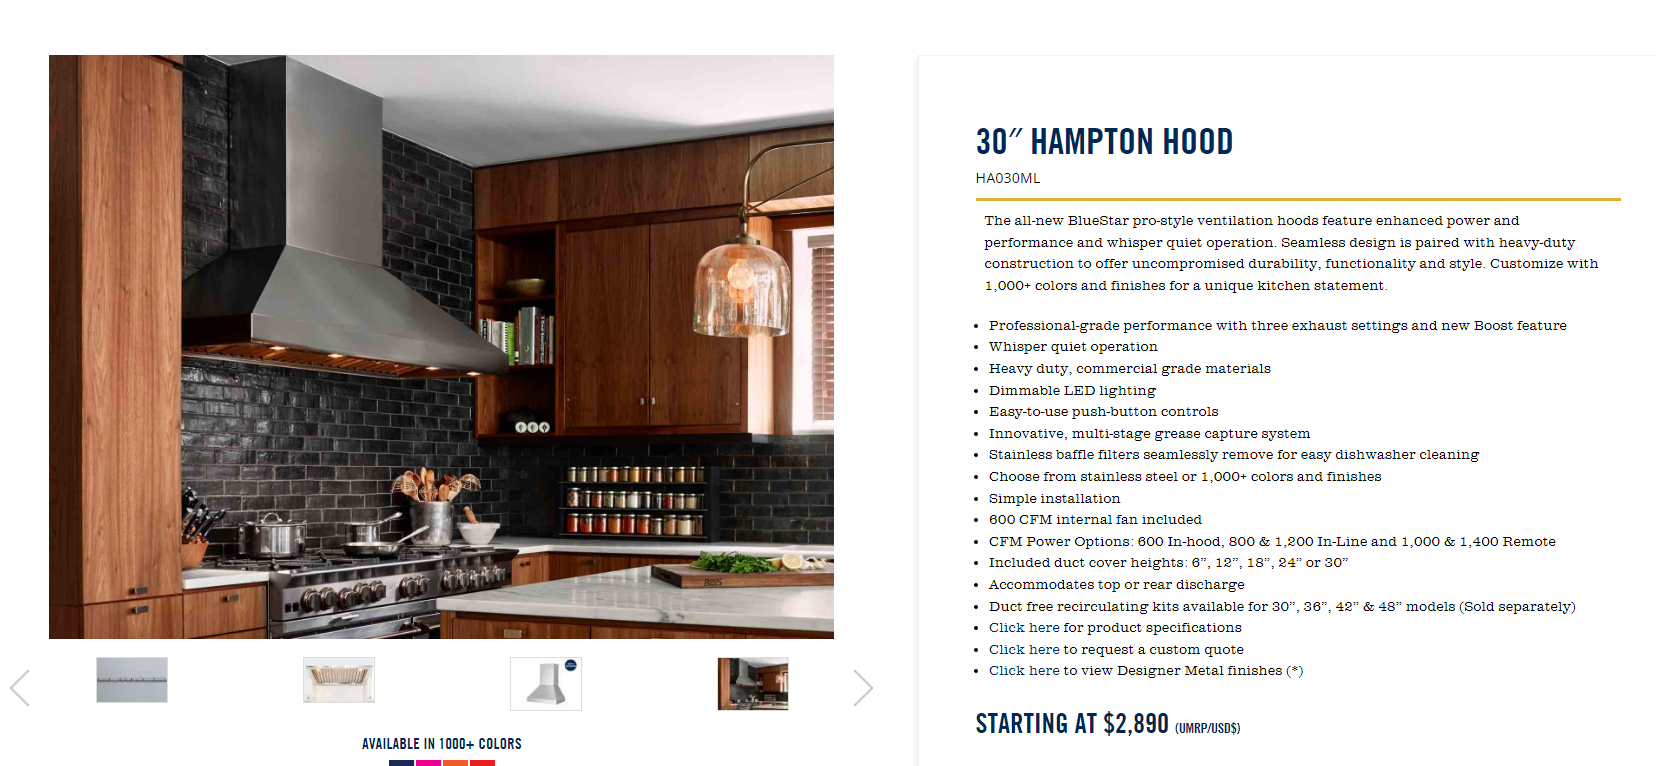 30″ HAMPTON HOOD
HA030ML
The all-new BlueStar pro-style ventilation hoods feature enhanced power and
performance and whisper quiet operation. Seamless design is paired with heavy-duty
construction to offer uncompromised durability, functionality and style. Customize with
1,000+ colors and finishes for a unique kitchen statement.
• Professional-grade performance with three exhaust settings and new Boost feature
• Whisper quiet operation
• Heavy duty, commercial grade materials
• Dimmable LED lighting
• Easy-to-use push-button controls
• Innovative, multi-stage grease capture system
• Stainless baffle filters seamlessly remove for easy dishwasher cleaning
• Choose from stainless steel or 1,000+ colors and finishes
• Simple installation
• 600 CFM internal fan included
• CFM Power Options: 600 In-hood, 800 & 1,200 In-Line and 1,000 & 1,400 Remote
• Included duct cover heights: 6”, 12”, 18”, 24” or 30”
• Accommodates top or rear discharge
• Duct free recirculating kits available for 30”, 36”, 42” & 48” models (Sold separately)
• Click here for product specifications
• Click here to request a custom quote
• Click here to view Designer Metal finishes (*)
STARTING AT $2,890 (UMRP/USD$)
AVAILABLE IN 1000+ COLORS